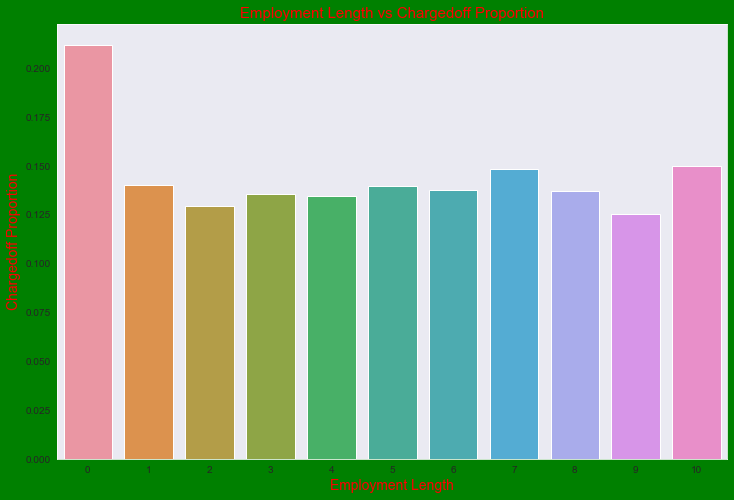 Employment Length vs Chargedoff Proportion
Chargedoff Proportion
0.200
0.175
0.150
0.125
0.100
0.075
0.050
0.025
0.000
0 1 2 3 4 5 6 7 8 9 10
Employment Length